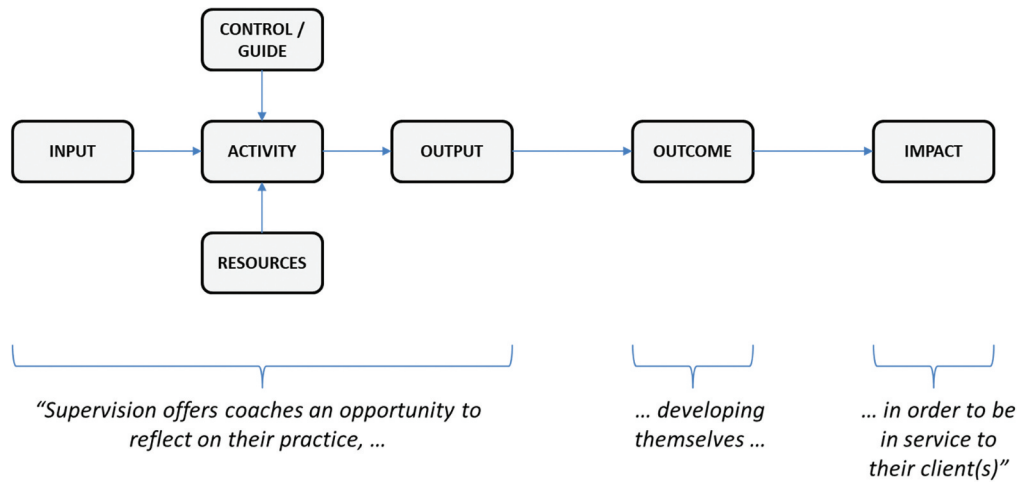 CONTROL /
GUIDE
INPUT
ACTIVITY
OUTPUT
OUTCOME
IMPACT
RESOURCES
“Supervision offers coaches an opportunity to
reflect on their practice, …
… developing
themselves …
… in order to be
in service to
their client(s)”